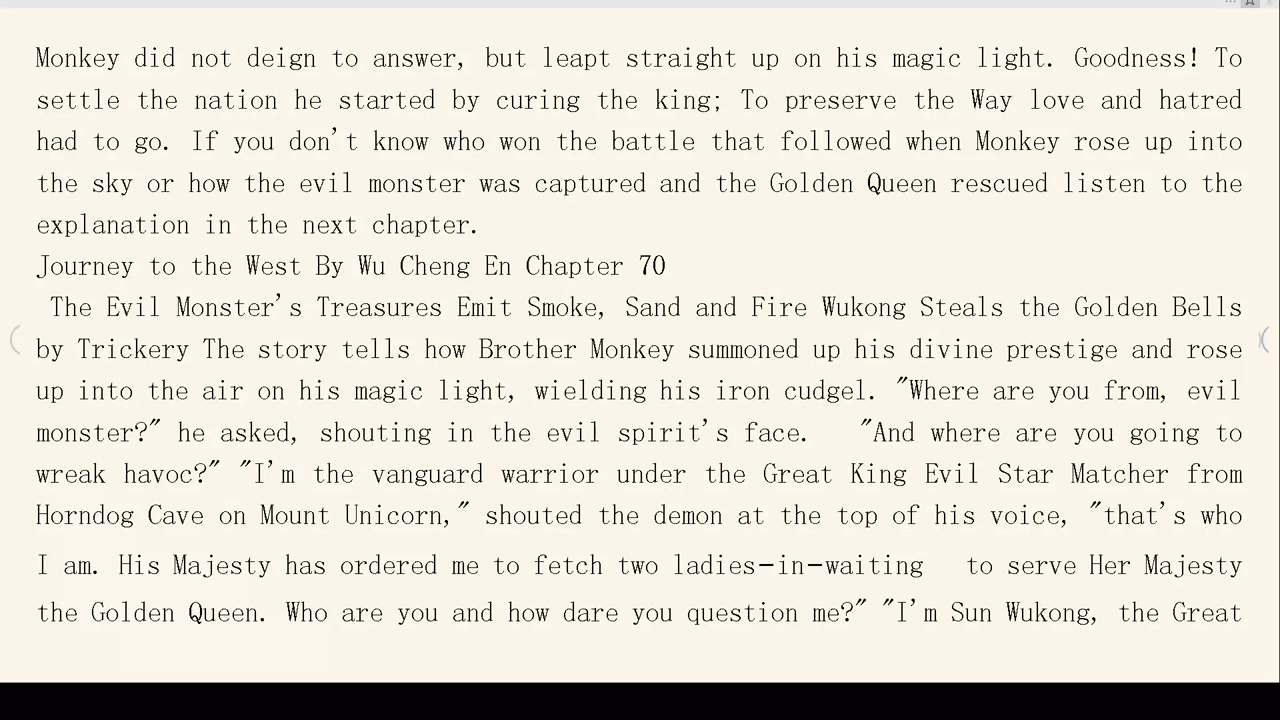 Monkey did not deign to answer, but leapt straight up on his magic light. Goodness! To
settle the nation he started by curing the king; To preserve the Way love and hatred
had to go. If you don't know who won the battle that followed when Monkey rose up into
the sky or how the evil monster was captured and the Golden Queen rescued listen to the
explanation in the next chapter.
Journey to the West By Wu Cheng En Chapter 70
The Evil Monster's Treasures Emit Smoke, Sand and Fire Wukong Steals the Golden Bells
by Trickery The story tells how Brother Monkey summoned up his divine prestige and rose
up into the air on his magic light, wielding his iron cudgel. "Where are you from, evil
monster?" he asked, shouting in the evil spirit's face. "And where are you going to
wreak havoc?" "I'm the vanguard warrior under the Great King Evil Star Matcher from
Horndog Cave on Mount Unicorn," shouted the demon at the top of his voice, "that's who
I am. His Majesty has ordered me to fetch two ladies-in-waiting to serve Her Majesty
the Golden Queen. Who are you and how dare you question me?" "I'm Sun Wukong, the Great